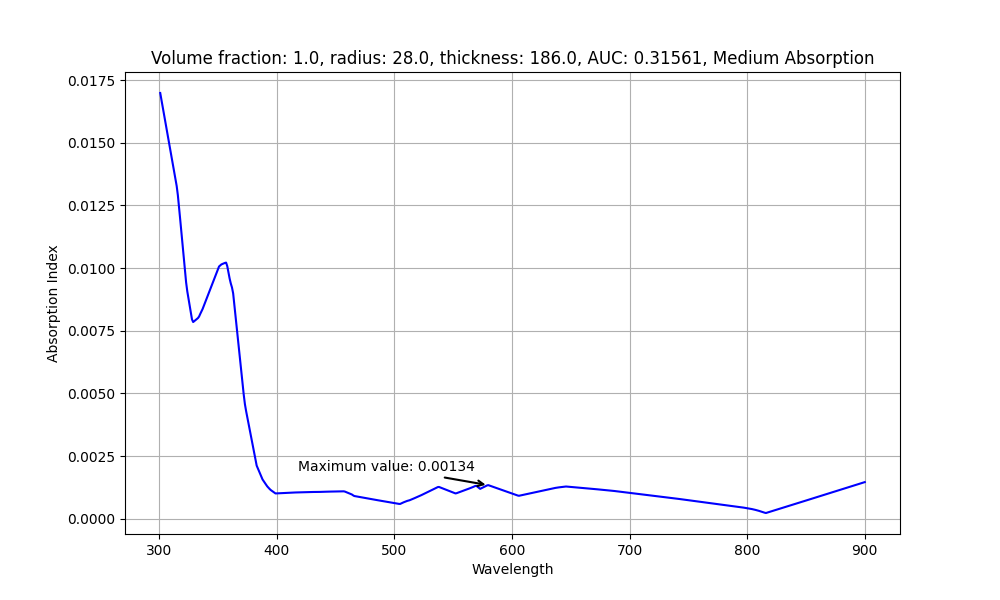 Volume fraction: 1.0, radius: 28.0, thickness: 186.0, AUC: 0.31561, Medium Absorption
0.0175
0.0150
0.0125
0.0100
0.0075
0.0050
0.0025
0.0000
Absorption Index
Maximum value: 0.00134
300 400 500 600 700 800 900
Wavelength